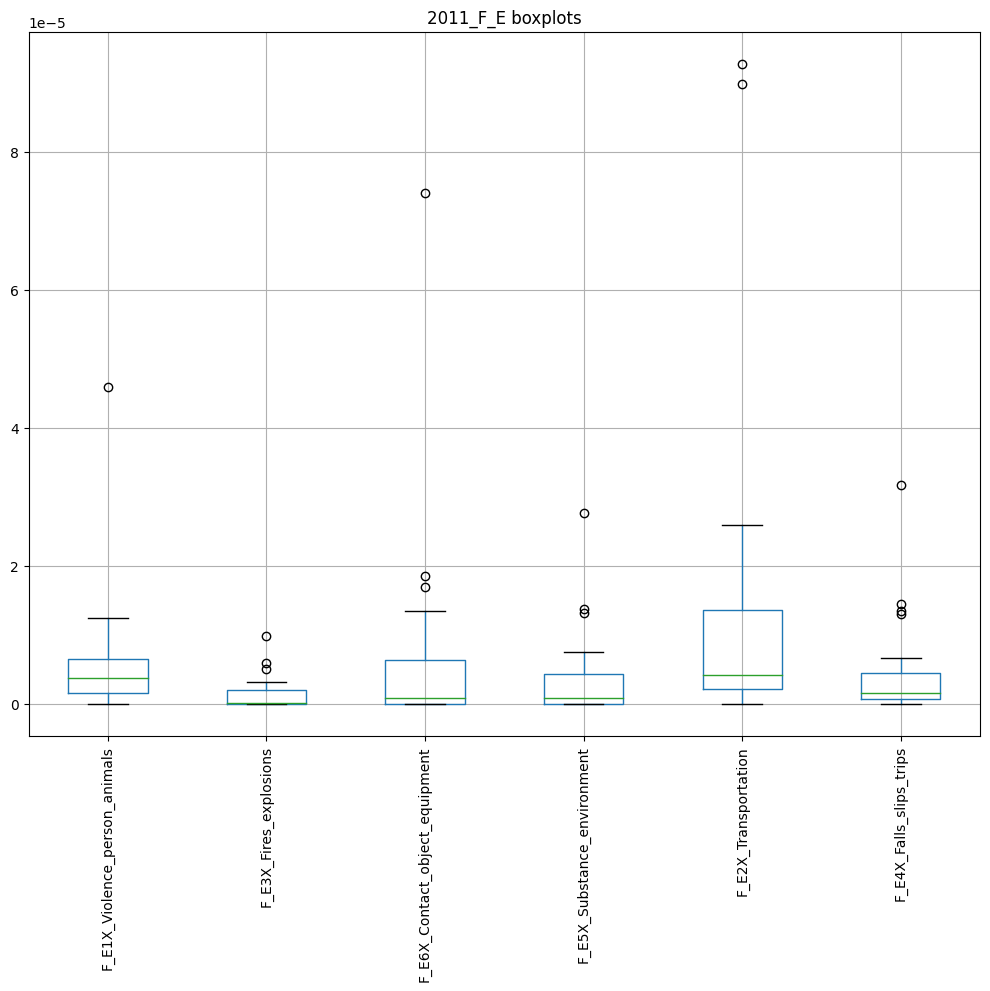 2011_F_E boxplots
1e−5
8
6
4
2
0
F_E1X_Violence_person_animals
F_E3X_Fires_explosions
F_E6X_Contact_object_equipment
F_E5X_Substance_environment
F_E2X_Transportation
F_E4X_Falls_slips_trips